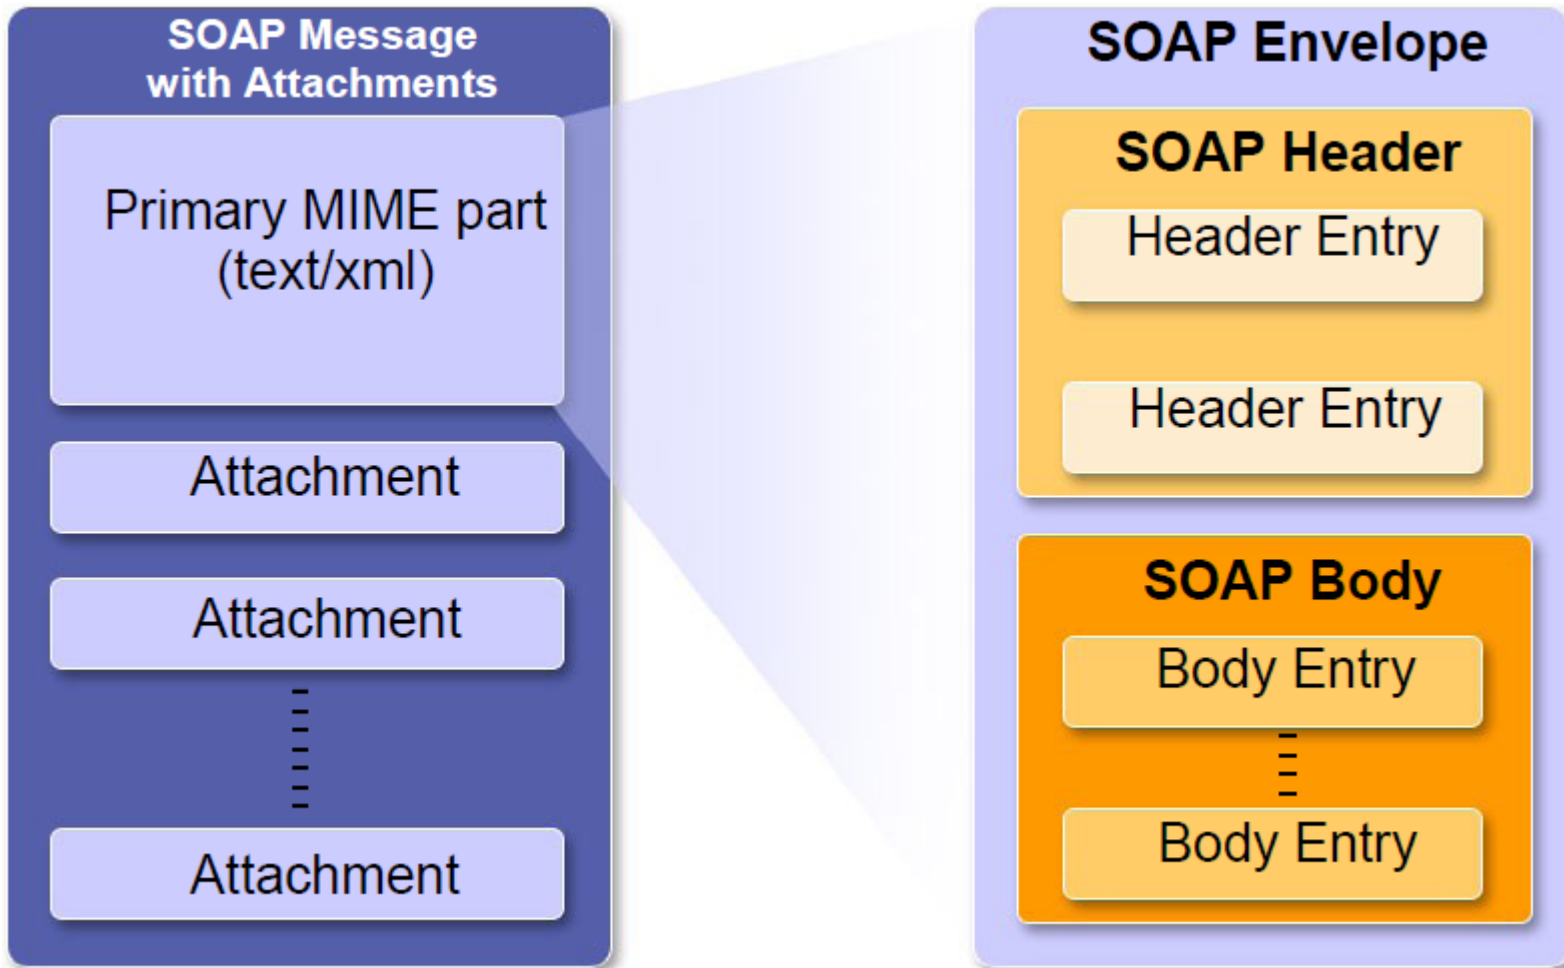 SOAP Message
with Attachments
Primary MIME part
(text/xml)
Attachment
Attachment
Attachment
SOAP Envelope
SOAP Header
Header Entry
Header Entry
SOAP Body
Body Entry
Body Entry